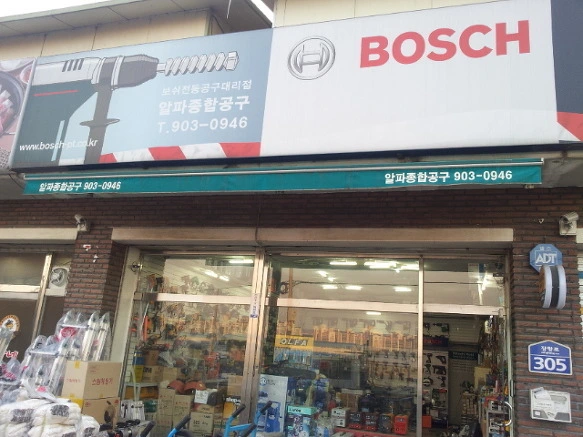 보쉬전동공구대리점
알파종합공구
T.903-0946
www.bosch-pt.co.kr
BOSCH
알파종합공구 903-0946
알파종합공구 903-0946
ADT
OLFA
305